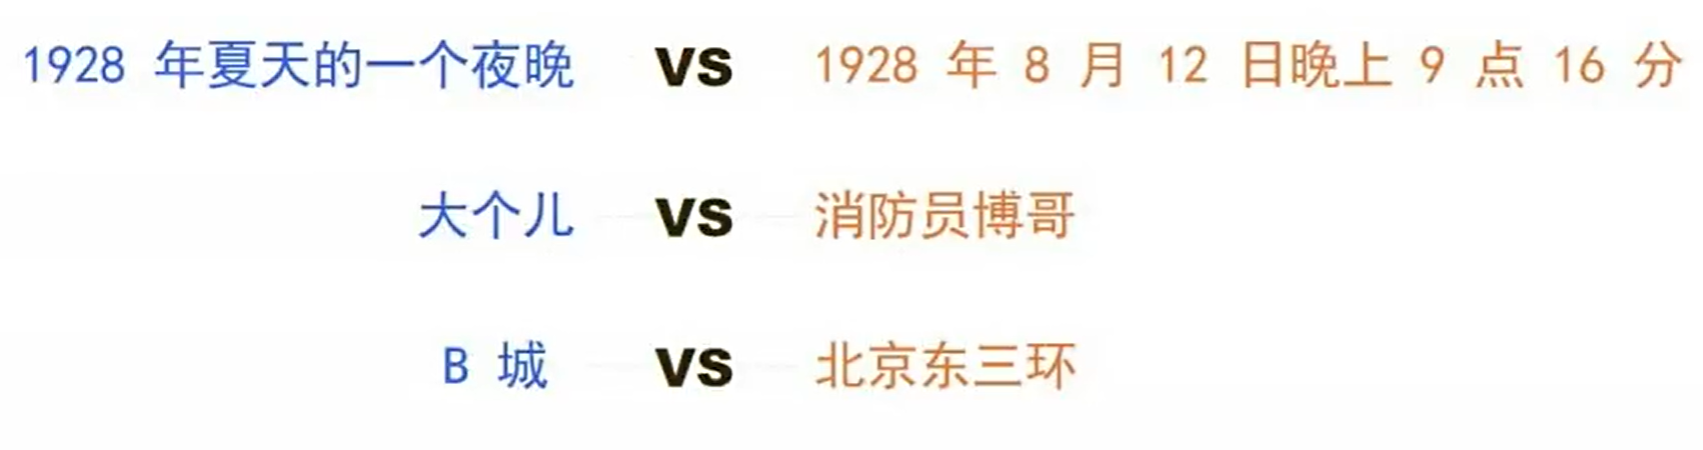 1928 年夏天的一个夜晚 VS 1928 年 8 月 12 日晚上 9 点 16 分
大个儿 VS 消防员博哥
B 城 VS 北京东三环